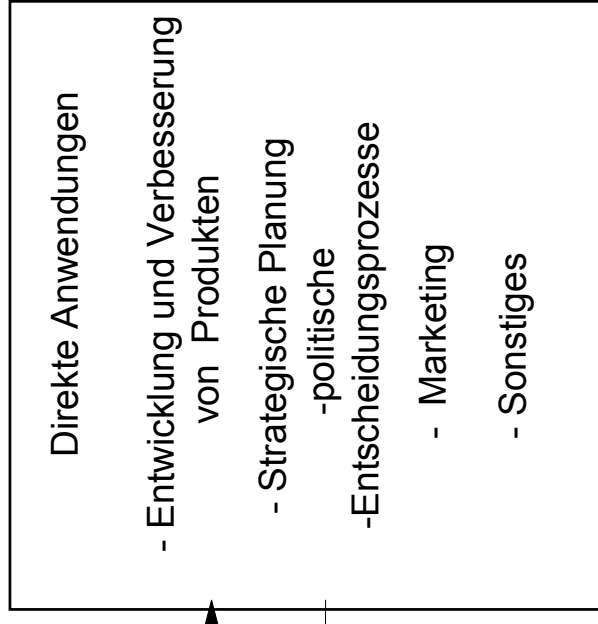 Direkte Anwendungen
- Entwicklung und Verbesserung
von Produkten
- Strategische Planung
-politische
-Entscheidungsprozesse
- Marketing
- Sonstiges